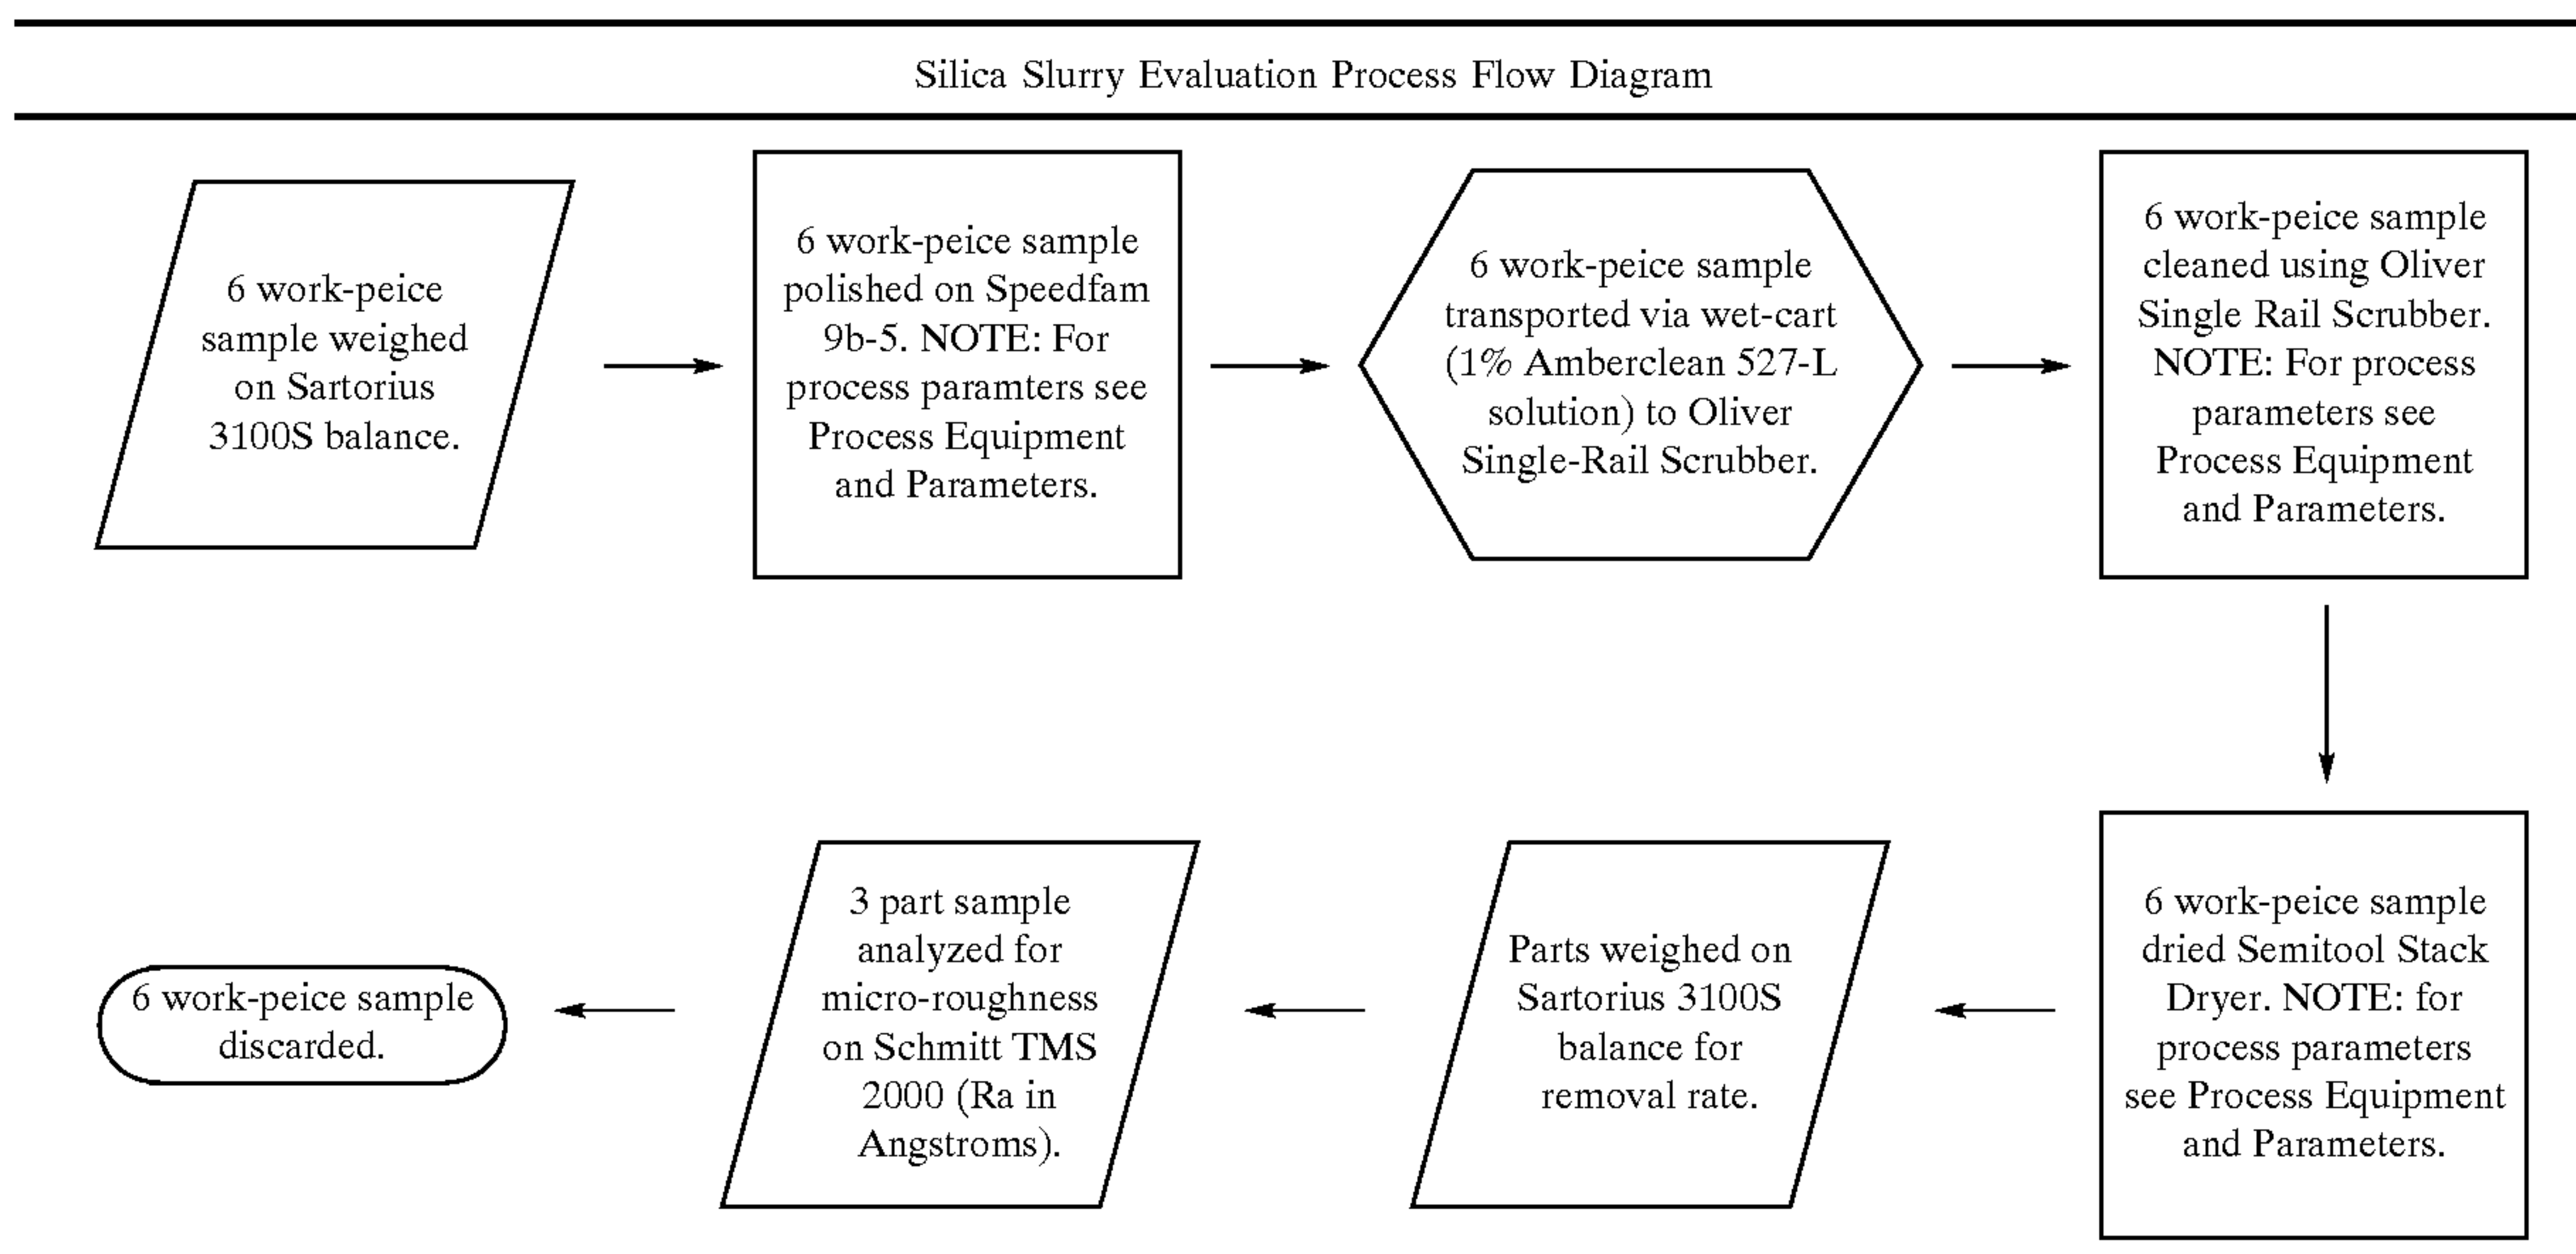 Silica Slurry Evaluation Process Flow Diagram
6 work-peice
sample weighed
on Sartorius
3100S balance.
6 work-peice sample
polished on Speedfam
9b-5. NOTE: For
process paramters see
Process Equipment
and Parameters.
6 work-peice sample
transported via wet-cart
(1% Amberclean 527-L
solution) to Oliver
Single-Rail Scrubber.
6 work-peice sample
cleaned using Oliver
Single Rail Scrubber.
NOTE: For process
parameters see
Process Equipment
and Parameters.
6 work-peice sample
dried Semitool Stack
Dryer. NOTE: for
process parameters
see Process Equipment
and Parameters.
Parts weighed on
Sartorius 3100S
balance for
removal rate.
3 part sample
analyzed for
micro-roughness
on Schmitt TMS
2000 (Ra in
Angstroms).
6 work-peice sample
discarded.